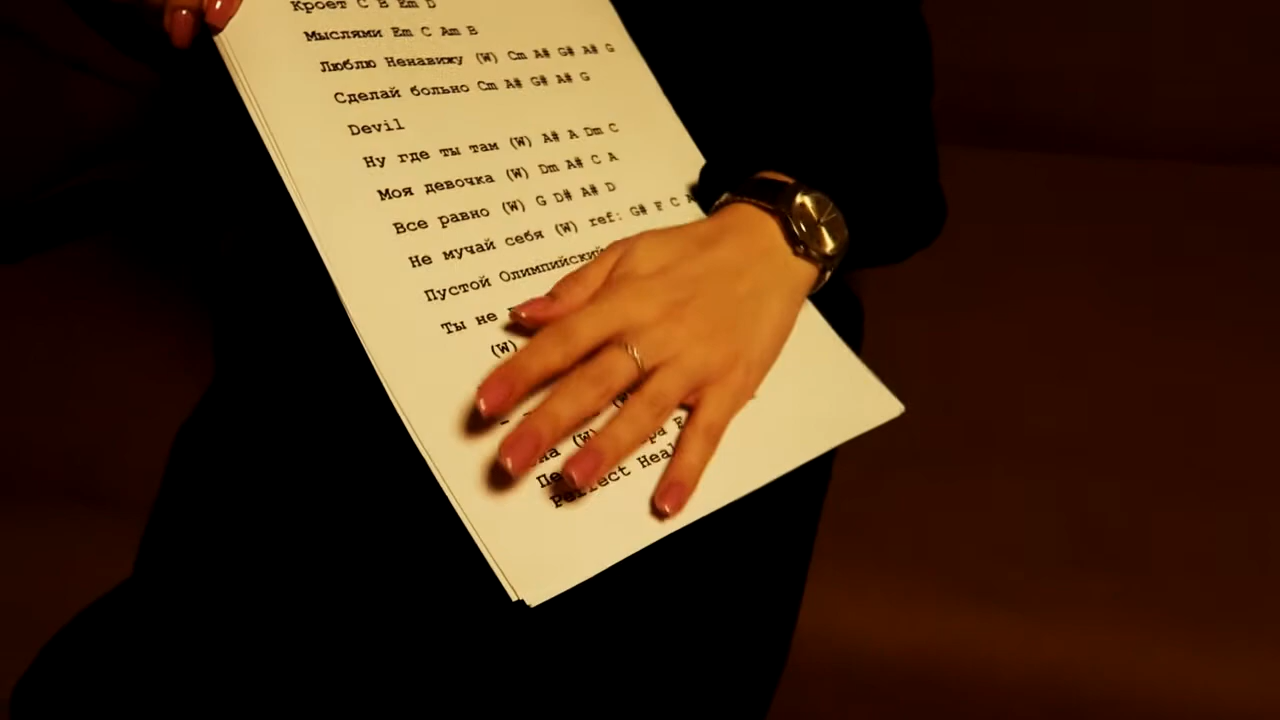 Кроет C B Em D
Мыслями Em C Am B
Люблю Ненавижу (W) Cm A# G# A# G
Сделай больно Cm A# G# A# G
Devil
Ну где ты там (W) A# A Dm C
Моя девочка (W) Dm A# C A
Все равно (W) G D# A# D
Не мучай себя (W) ref: G# F C
Пустой Олимпийский
Ты не
(W)
(W)
Perfect